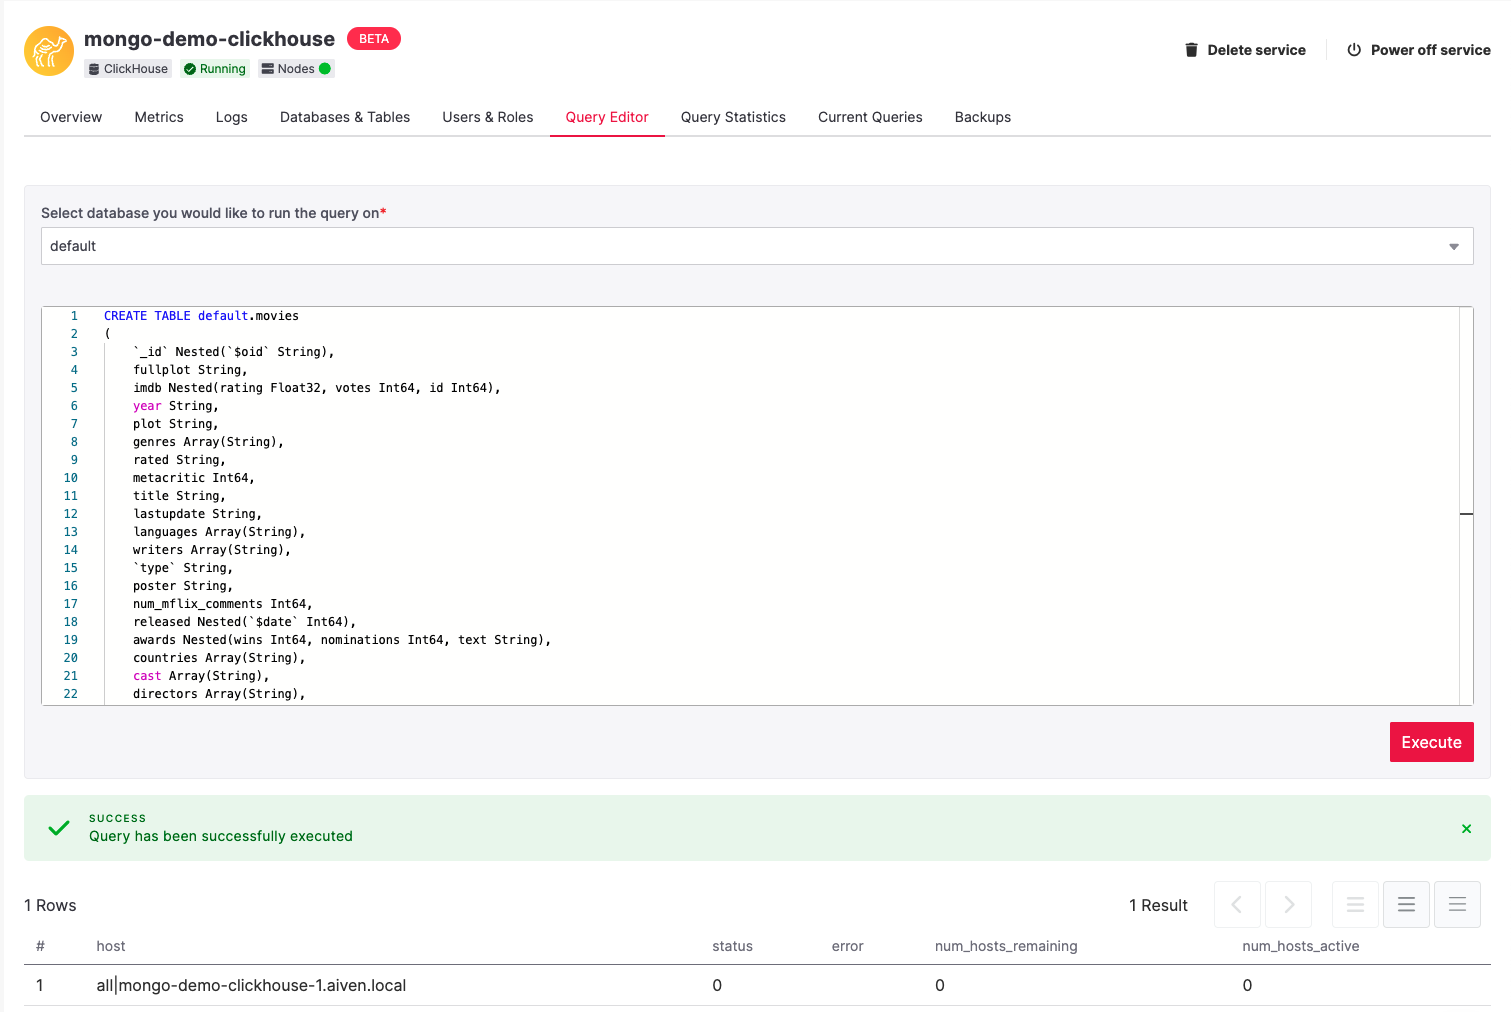 mongo-demo-clickhouse BETA
ClickHouse Running Nodes
Delete service Power off service
Overview Metrics Logs Databases & Tables Users & Roles Query Editor Query Statistics Current Queries Backups
Select database you would like to run the query on*
default
1 CREATE TABLE default.movies
2 (
3 `_id` Nested(`$oid` String),
4 fullplot String,
5 imdb Nested(rating Float32, votes Int64, id Int64),
6 year String,
7 plot String,
8 genres Array(String),
9 rated String,
10 metacritic Int64,
11 title String,
12 lastupdate String,
13 languages Array(String),
14 writers Array(String),
15 `type` String,
16 poster String,
17 num_mflix_comments Int64,
18 released Nested(`$date` Int64),
19 awards Nested(wins Int64, nominations Int64, text String),
20 countries Array(String),
21 cast Array(String),
22 directors Array(String),
Execute
SUCCESS
Query has been successfully executed
1 Rows 1 Result
# host status error num_hosts_remaining num_hosts_active
1 all|mongo-demo-clickhouse-1.aiven.local 0 0 0